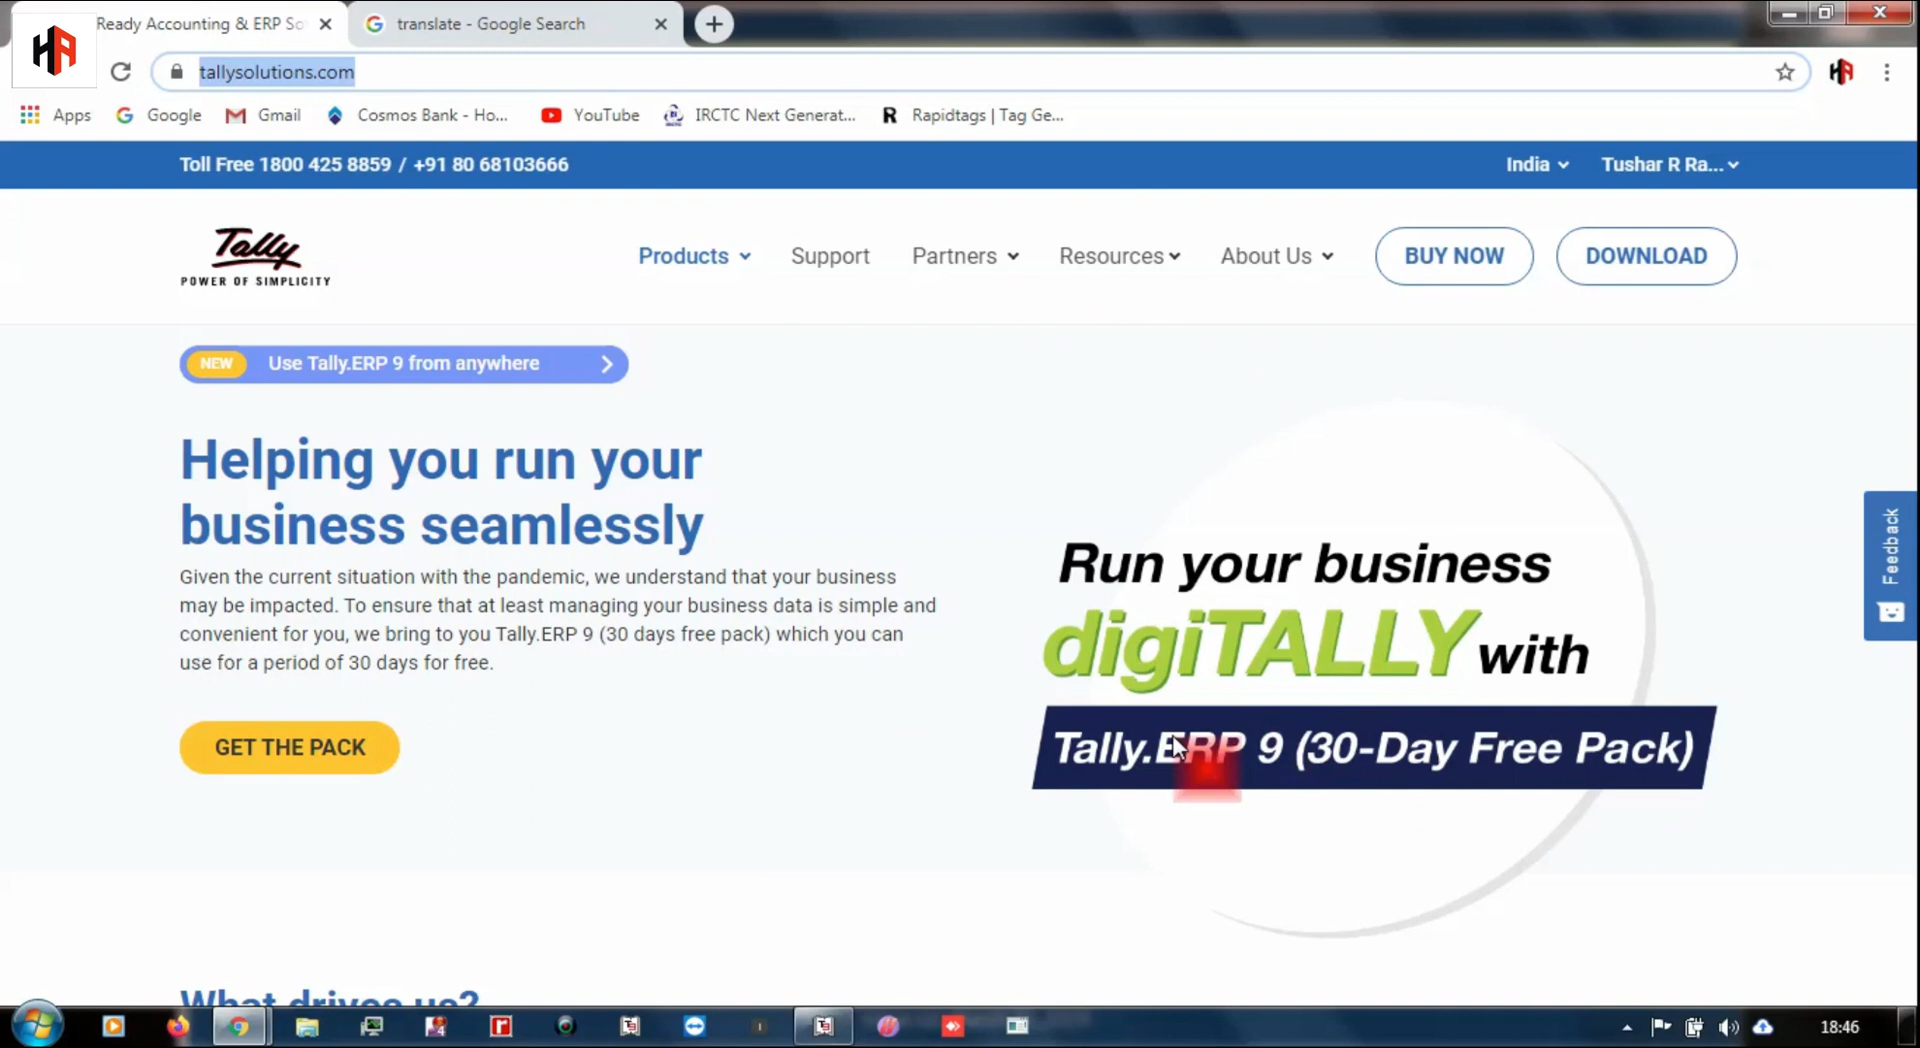 Ready Accounting & ERP So
translate - Google Search
HA
tallysolutions.com
Apps
Google
Gmail
Cosmos Bank - Ho...
YouTube
IRCTC Next Generat...
R Rapidtags | Tag Ge...
Toll Free 1800 425 8859 / +91 80 68103666
India
Tushar R Ra...
Tally
POWER OF SIMPLICITY
Products
Support
Partners
Resources
About Us
BUY NOW
DOWNLOAD
NEW Use Tally.ERP 9 from anywhere
Helping you run your
business seamlessly
Given the current situation with the pandemic, we understand that your business
may be impacted. To ensure that at least managing your business data is simple and
convenient for you, we bring to you Tally.ERP 9 (30 days free pack) which you can
use for a period of 30 days for free.
GET THE PACK
Run your business
digiTALLY with
Tally.ERP 9 (30-Day Free Pack)
Feedback
What drives us?
18:46